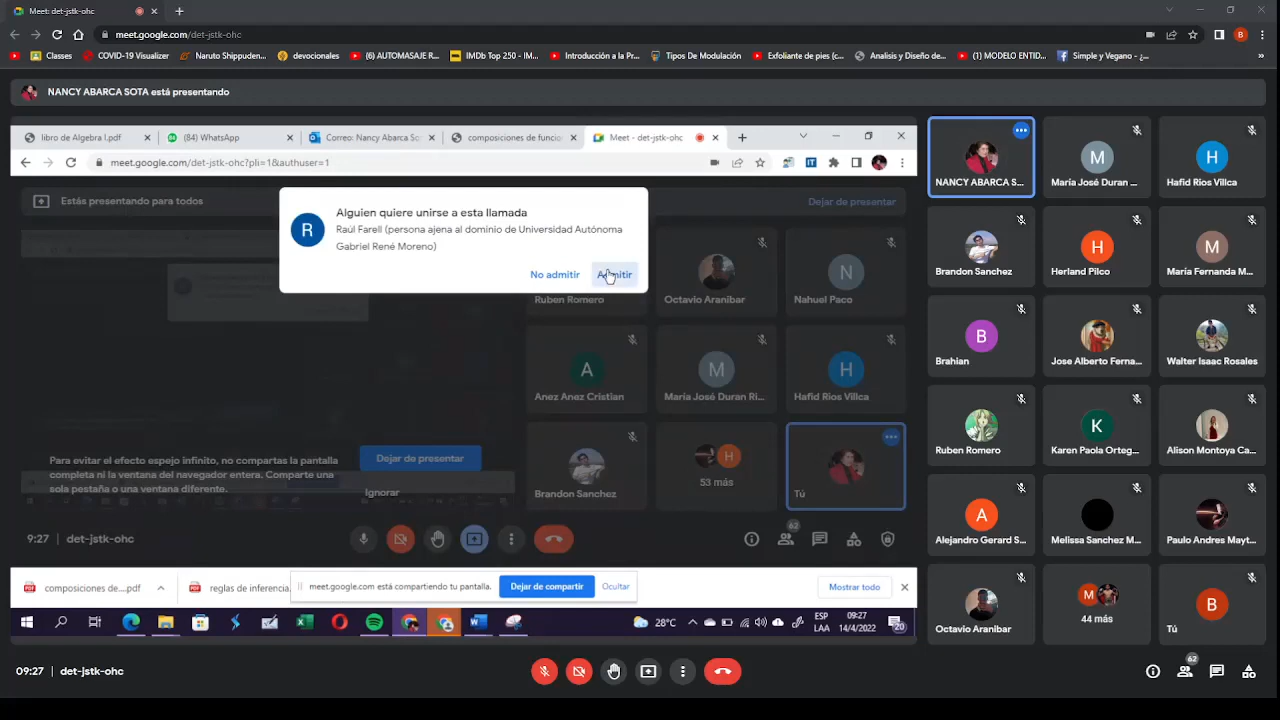 Meet: det-jstk-ohc
meet.google.com/det-jstk-ohc
B
Classes
COVID-19 Visualizer
Naruto Shippuden...
devocionales
(6) AUTOMASAJE R...
IMDb Top 250 - IM...
Introducción a la Pr...
Tipos De Modulación
Exfoliante de pies (c...
Analisis y Diseño de...
(1) MODELO ENTID...
Simple y Vegano - ¿...
»
NANCY ABARCA SOTA está presentando
libro de Algebra I.pdf
(84) WhatsApp
Correo: Nancy Abarca So
composiciones de funcio
Meet - det-jstk-ohc
meet.google.com/det-jstk-ohc?pli=1&authuser=1
Estás presentando para todos
Dejar de presentar
R
Alguien quiere unirse a esta llamada
Raúl Farell (persona ajena al dominio de Universidad Autónoma
Gabriel René Moreno)
No admitir
Ruben Romero
Octavio Aranibar
N
Nahuel Paco
A
Anez Anez Cristian
M
María José Duran Ri...
H
Hafid Rios Villca
Brandon Sanchez
H
53 más
Tú
Para evitar el efecto espejo infinito, no compartas la pantalla
completa ni la ventana del navegador entera. Comparte una
sola pestaña o una ventana diferente.
Dejar de presentar
Ignorar
9:27 | det-jstk-ohc
62
composiciones de....pdf
reglas de inferencia
meet.google.com está compartiendo tu pantalla.
Dejar de compartir
Ocultar
Mostrar todo
28°C
ESP
LAA
09:27
14/4/2022
20
NANCY ABARCA S...
M
María José Duran ...
H
Hafid Rios Villca
Brandon Sanchez
H
Herland Pilco
M
María Fernanda M...
B
Brahian
Jose Alberto Ferna...
Walter Isaac Rosales
Ruben Romero
K
Karen Paola Orteg...
Alison Montoya Ca...
A
Alejandro Gerard S...
Melissa Sanchez M...
Paulo Andres Mayt...
Octavio Aranibar
M
44 más
B
Tú
09:27 | det-jstk-ohc
62